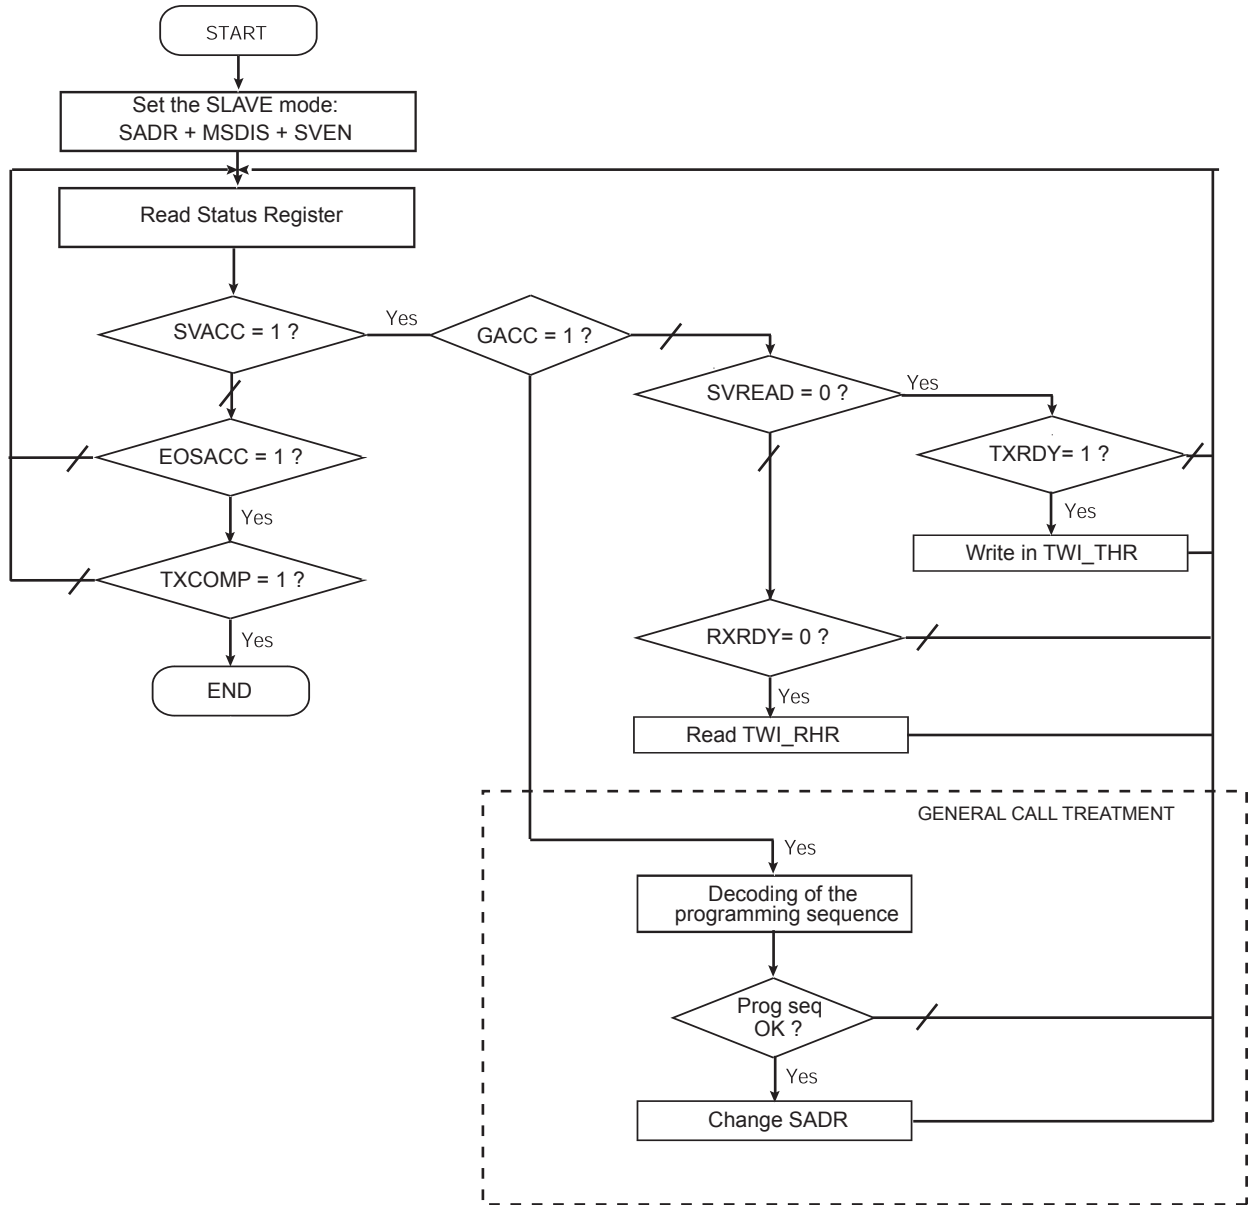 START
Set the SLAVE mode:
SADR + MSDIS + SVEN
Read Status Register
SVACC = 1 ?
Yes
GACC = 1 ?
SVREAD = 0 ?
Yes
EOSACC = 1 ?
TXRDY= 1 ?
Yes
Yes
Write in TWI_THR
TXCOMP = 1 ?
Yes
RXRDY= 0 ?
END
Yes
Read TWI_RHR
GENERAL CALL TREATMENT
Yes
Decoding of the
programming sequence
Prog seq
OK ?
Yes
Change SADR